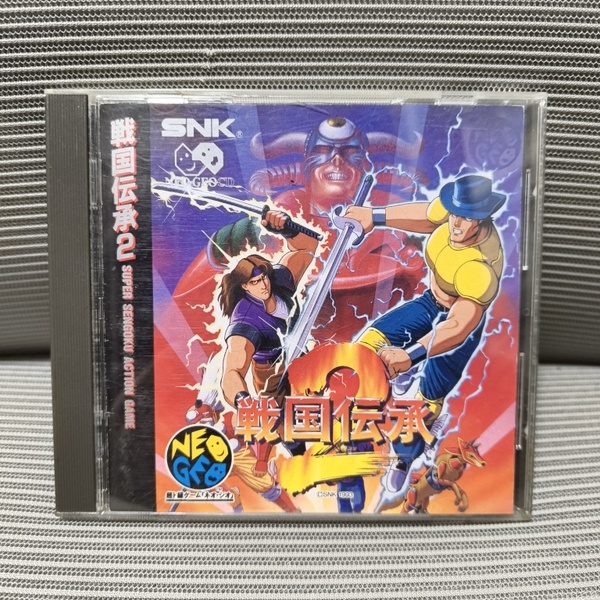 戦国伝承2
SUPER SENGOKU ACTION GAME
SNK®
NEO·GEO CD
2
戦国伝承
NEO
GEO
©SNK 1993